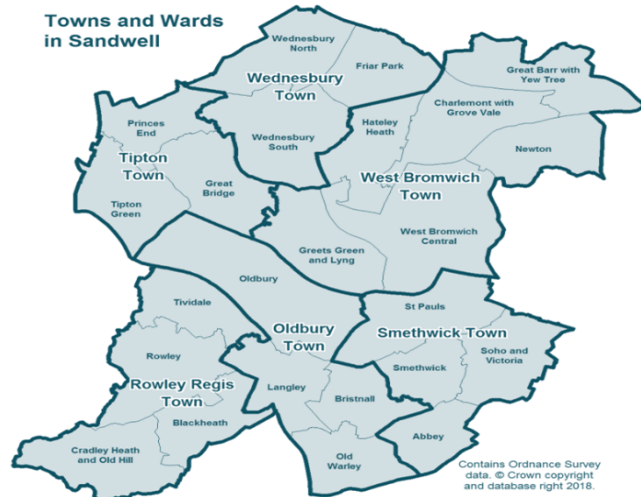 Towns and Wards
in Sandwell
Wednesbury
North
Friar Park
Wednesbury
Town
Great Barr with
Yew Tree
Charlemont with
Grove Vale
Hateley
Heath
Princes
End
Wednesbury
South
Newton
Tipton
Town
West Bromwich
Town
Great
Bridge
Tipton
Green
West Bromwich
Central
Greets Green
and Lyng
Oldbury
Tividale
St Pauls
Oldbury
Town
Smethwick Town
Rowley
Soho and
Victoria
Smethwick
Rowley Regis
Town
Langley
Bristnall
Blackheath
Abbey
Cradley Heath
and Old Hill
Old
Warley
Contains Ordnance Survey
data. © Crown copyright
and database right 2018.